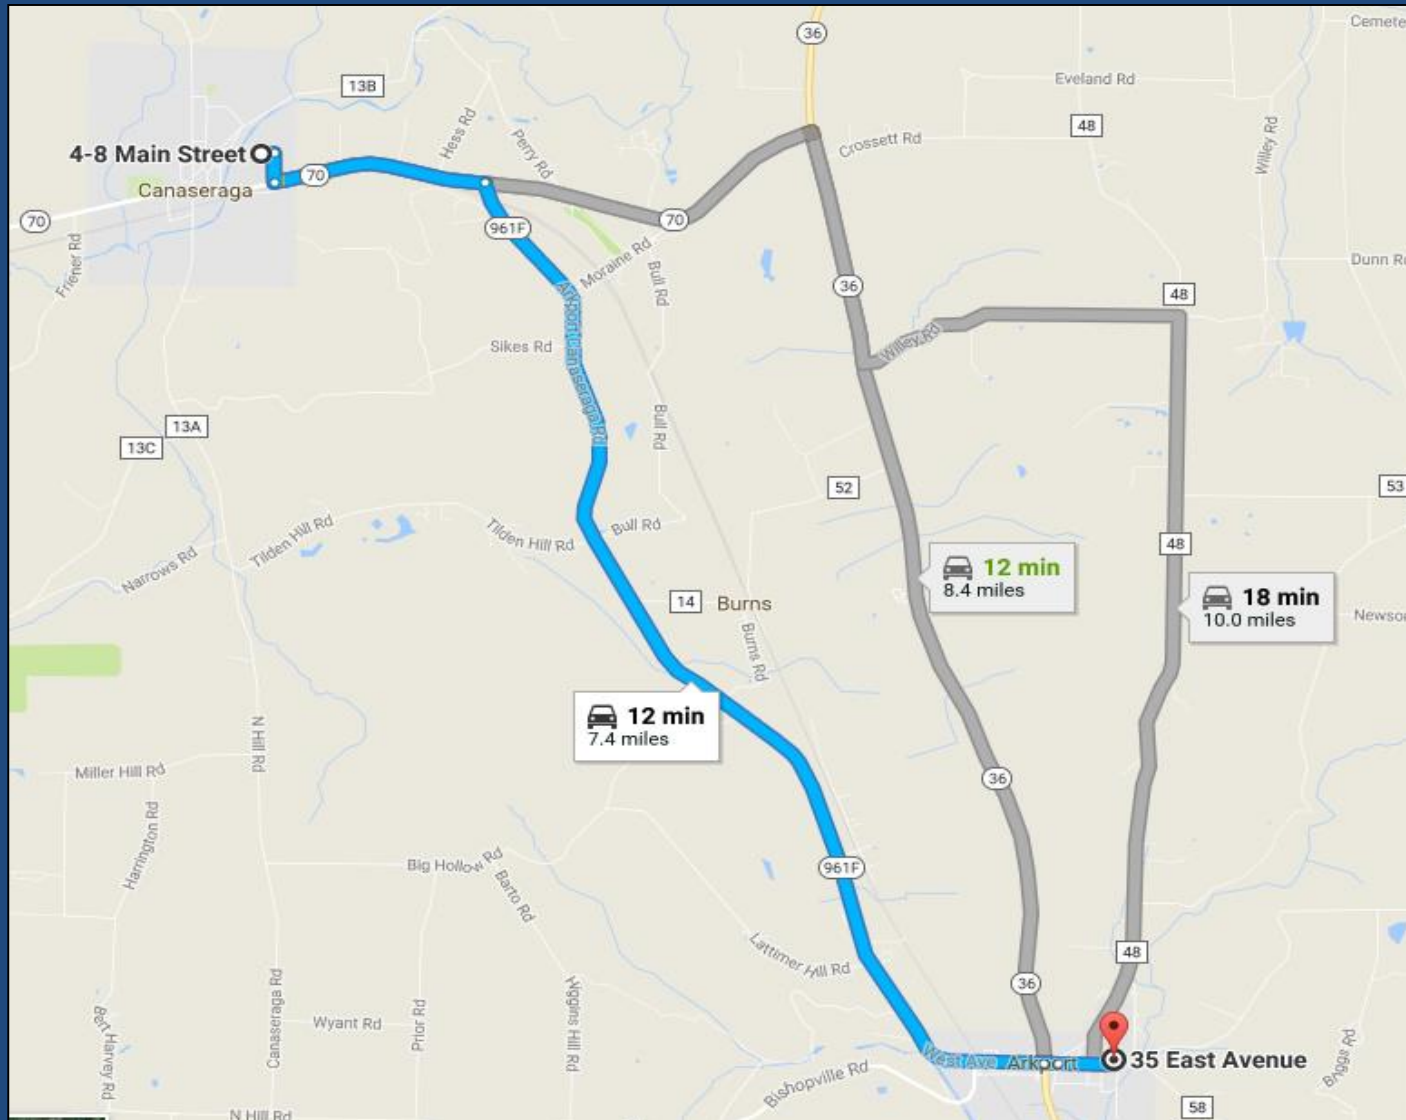 36
Cemete
Eveland Rd
13B
48
Hess Rd
Perry Rd
Crossett Rd
Willey Rd
4-8 Main Street
70
Canaseraga
70
70
961F
Friener Rd
Moraine Rd
Bull Rd
Dunn Rd
36
48
Arkport Canaseraga Rd
Sikes Rd
Willey Rd
13A
13C
Bull Rd
52
53
Narrows Rd
Tilden Hill Rd
Tilden Hill Rd
Bull Rd
48
12 min
8.4 miles
18 min
10.0 miles
14
Burns
Newso
Burns Rd
12 min
7.4 miles
N Hill Rd
Miller Hill Rd
36
Harrington Rd
Big Hollow Rd
Barto Rd
961F
Lattimer Hill Rd
48
36
Bert Harvey Rd
Canaseraga Rd
Wyant Rd
Prior Rd
Higgins Hill Rd
West Ave
Arkport
35 East Avenue
Briggs Rd
Bishopville Rd
N Hill Rd
58